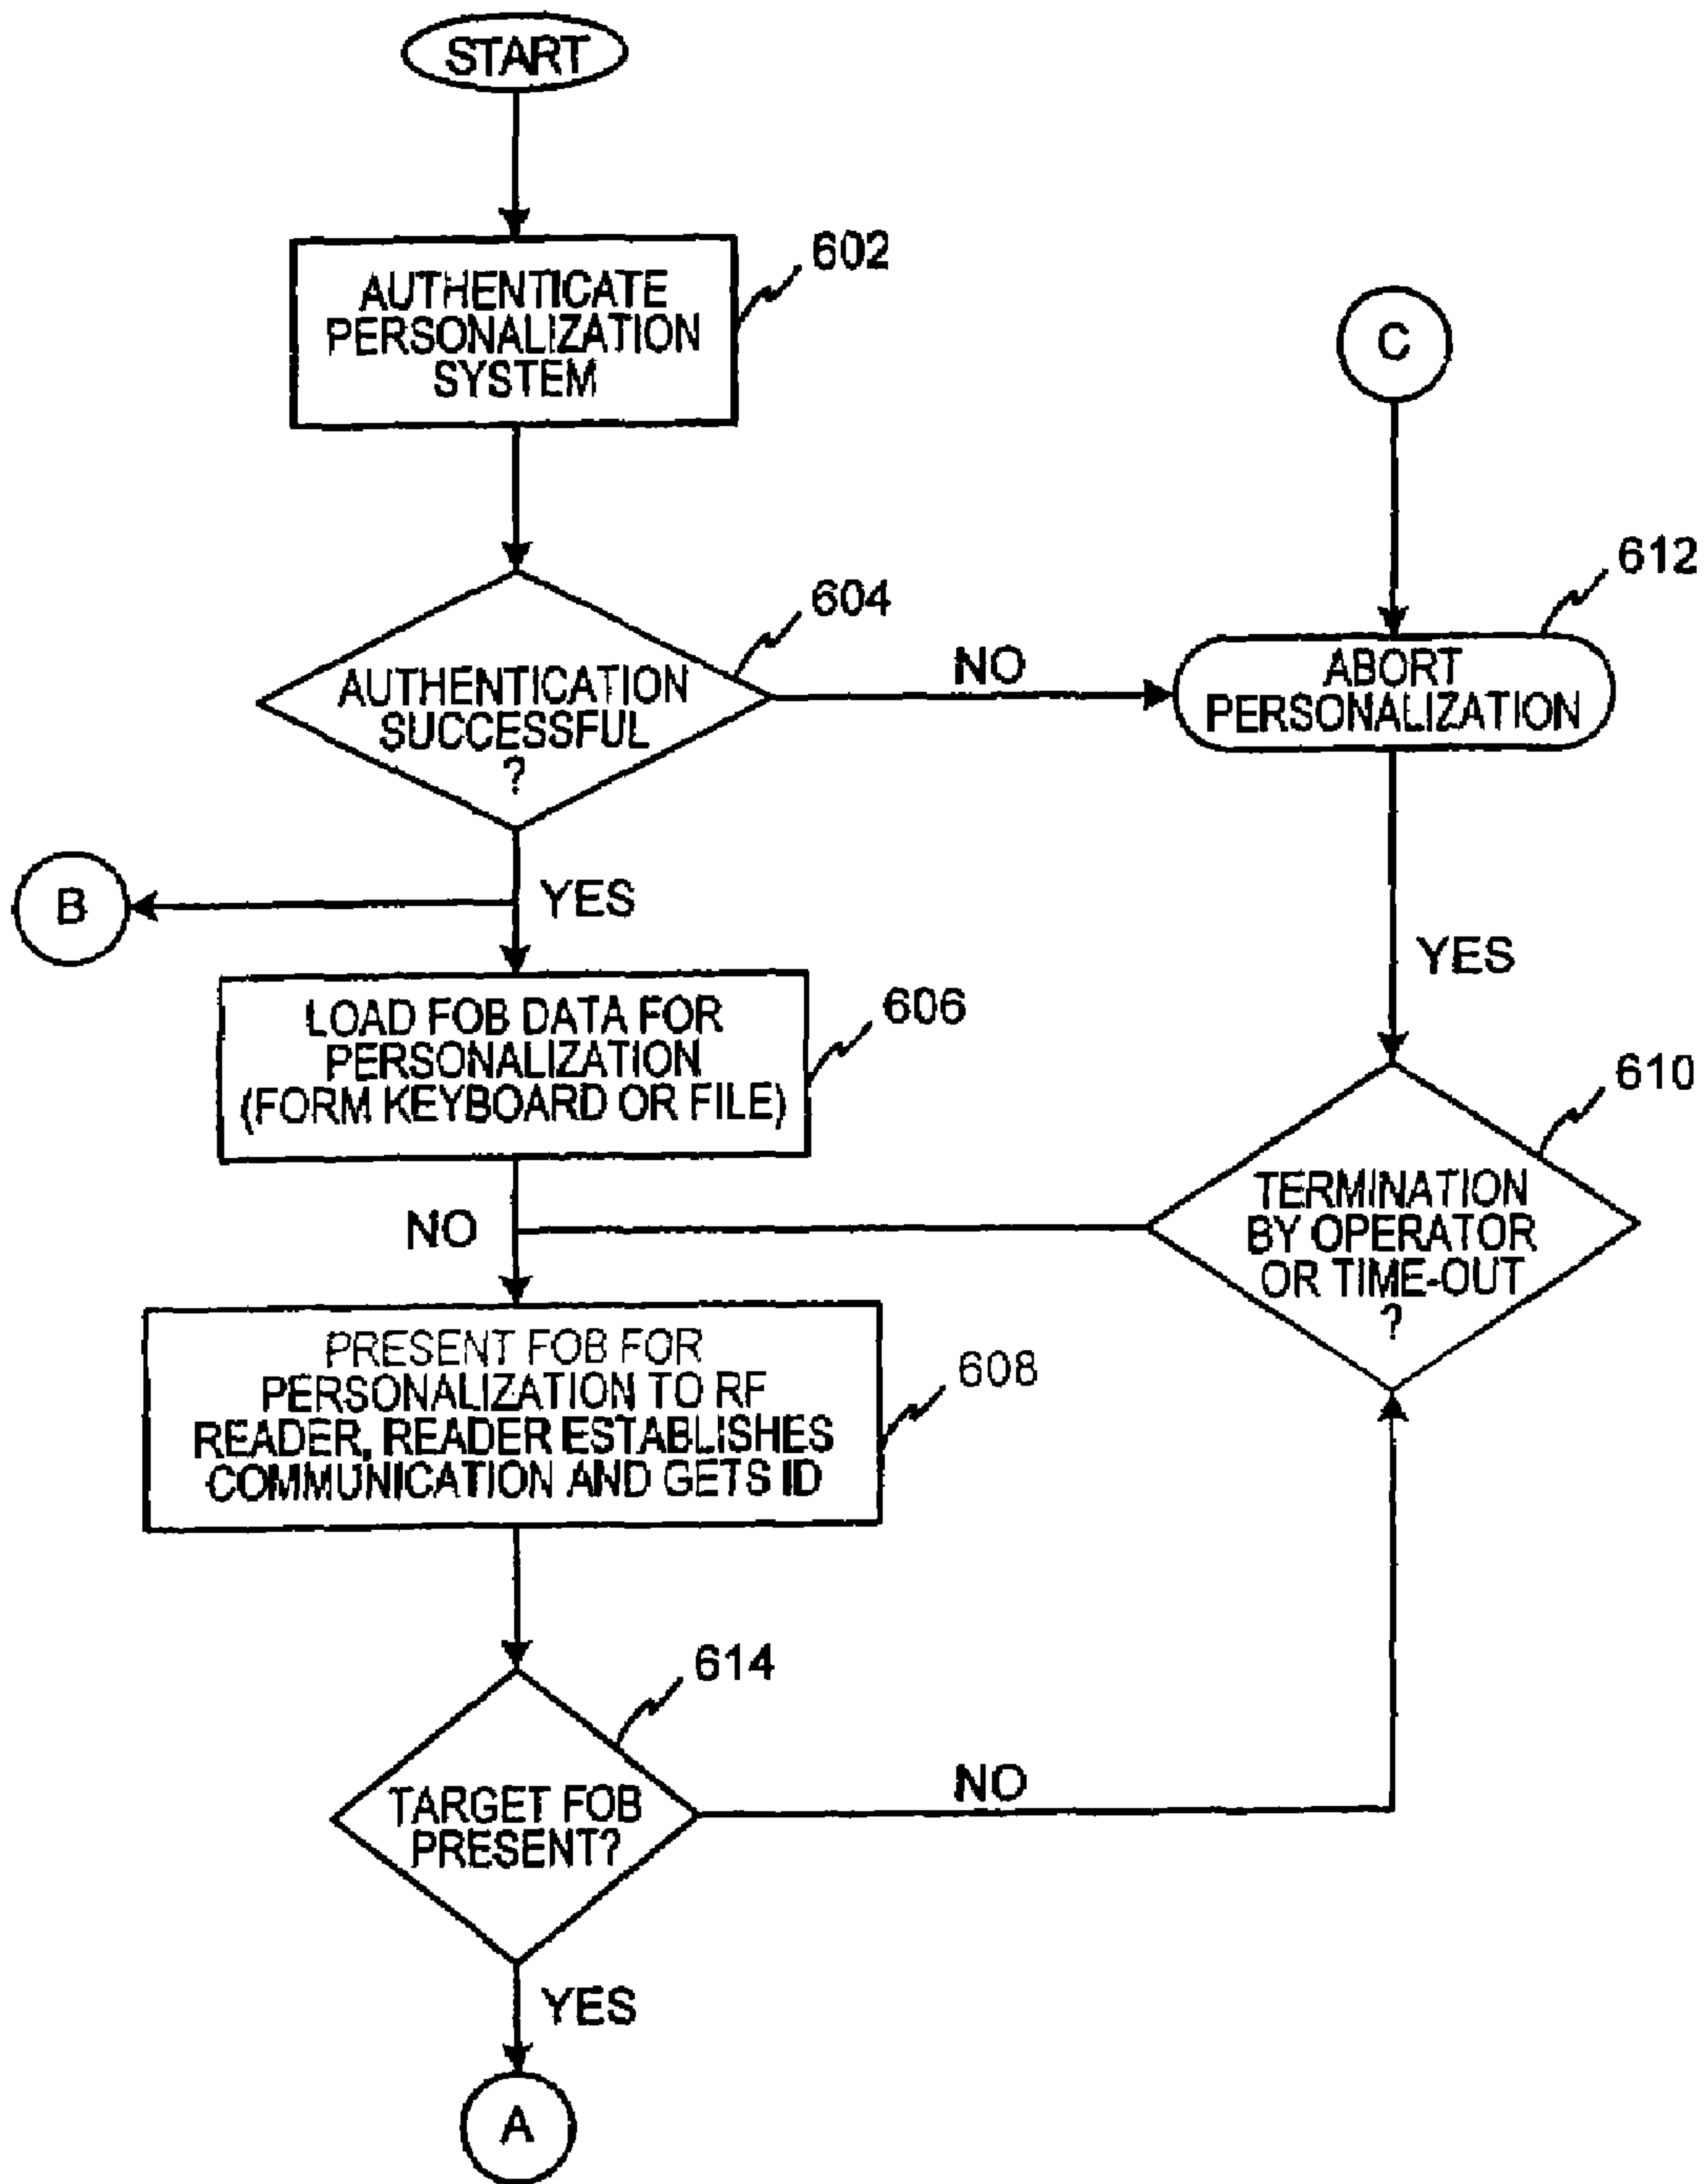 START
602
AUTHENTICATE
PERSONALIZATION
SYSTEM
C
604
612
AUTHENTICATION
SUCCESSFUL
?
NO
ABORT
PERSONALIZATION
B
YES
YES
606
LOAD FOB DATA FOR
PERSONALIZATION
(FORM KEYBOARD OR FILE)
610
TERMINATION
BY OPERATOR
OR TIME-OUT
?
NO
608
PRESENT FOB FOR
PERSONALIZATION TO RF
READER, READER ESTABLISHES
COMMUNICATION AND GETS ID
614
TARGET FOB
PRESENT?
NO
YES
A